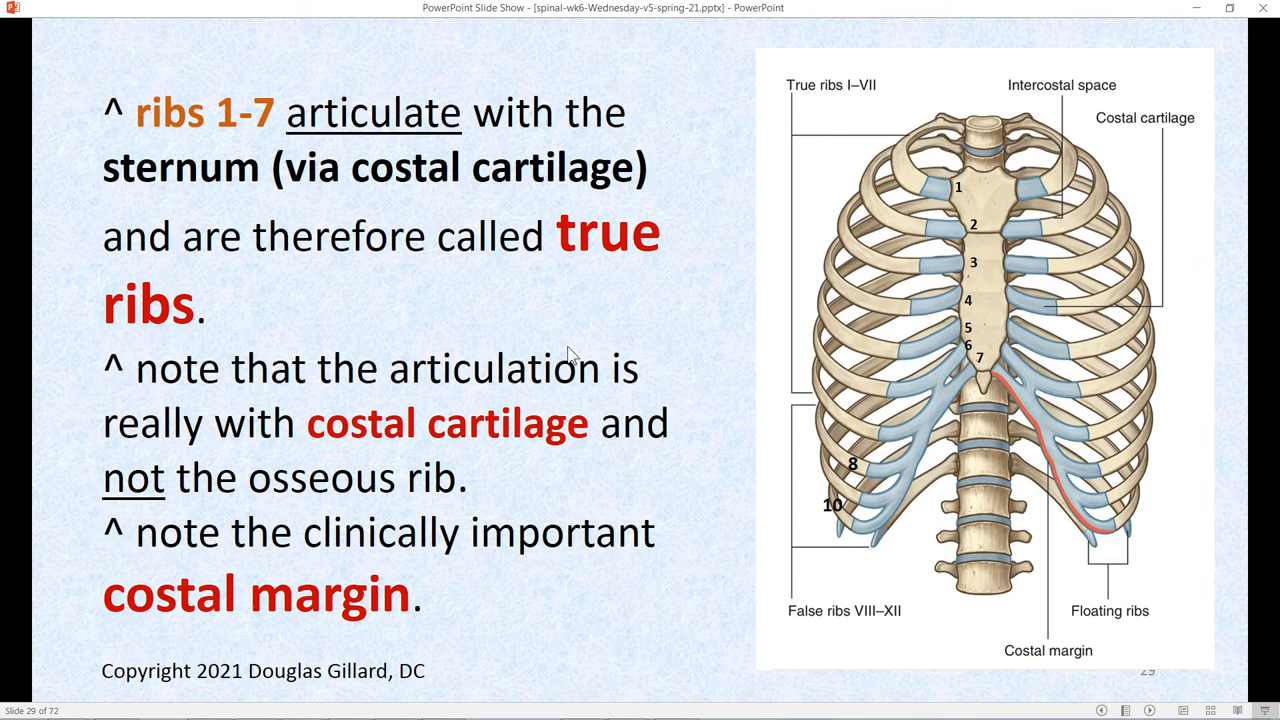 PowerPoint Slide Show - [spinal-wk6-Wednesday-v5-spring-21.pptx] - PowerPoint
^ ribs 1-7 articulate with the
sternum (via costal cartilage)
and are therefore called true
ribs.
^ note that the articulation is
really with costal cartilage and
not the osseous rib.
^ note the clinically important
costal margin.
Copyright 2021 Douglas Gillard, DC
True ribs I–VII
Intercostal space
Costal cartilage
1
2
3
4
5
6
7
8
10
False ribs VIII–XII
Floating ribs
Costal margin
29
Slide 29 of 72